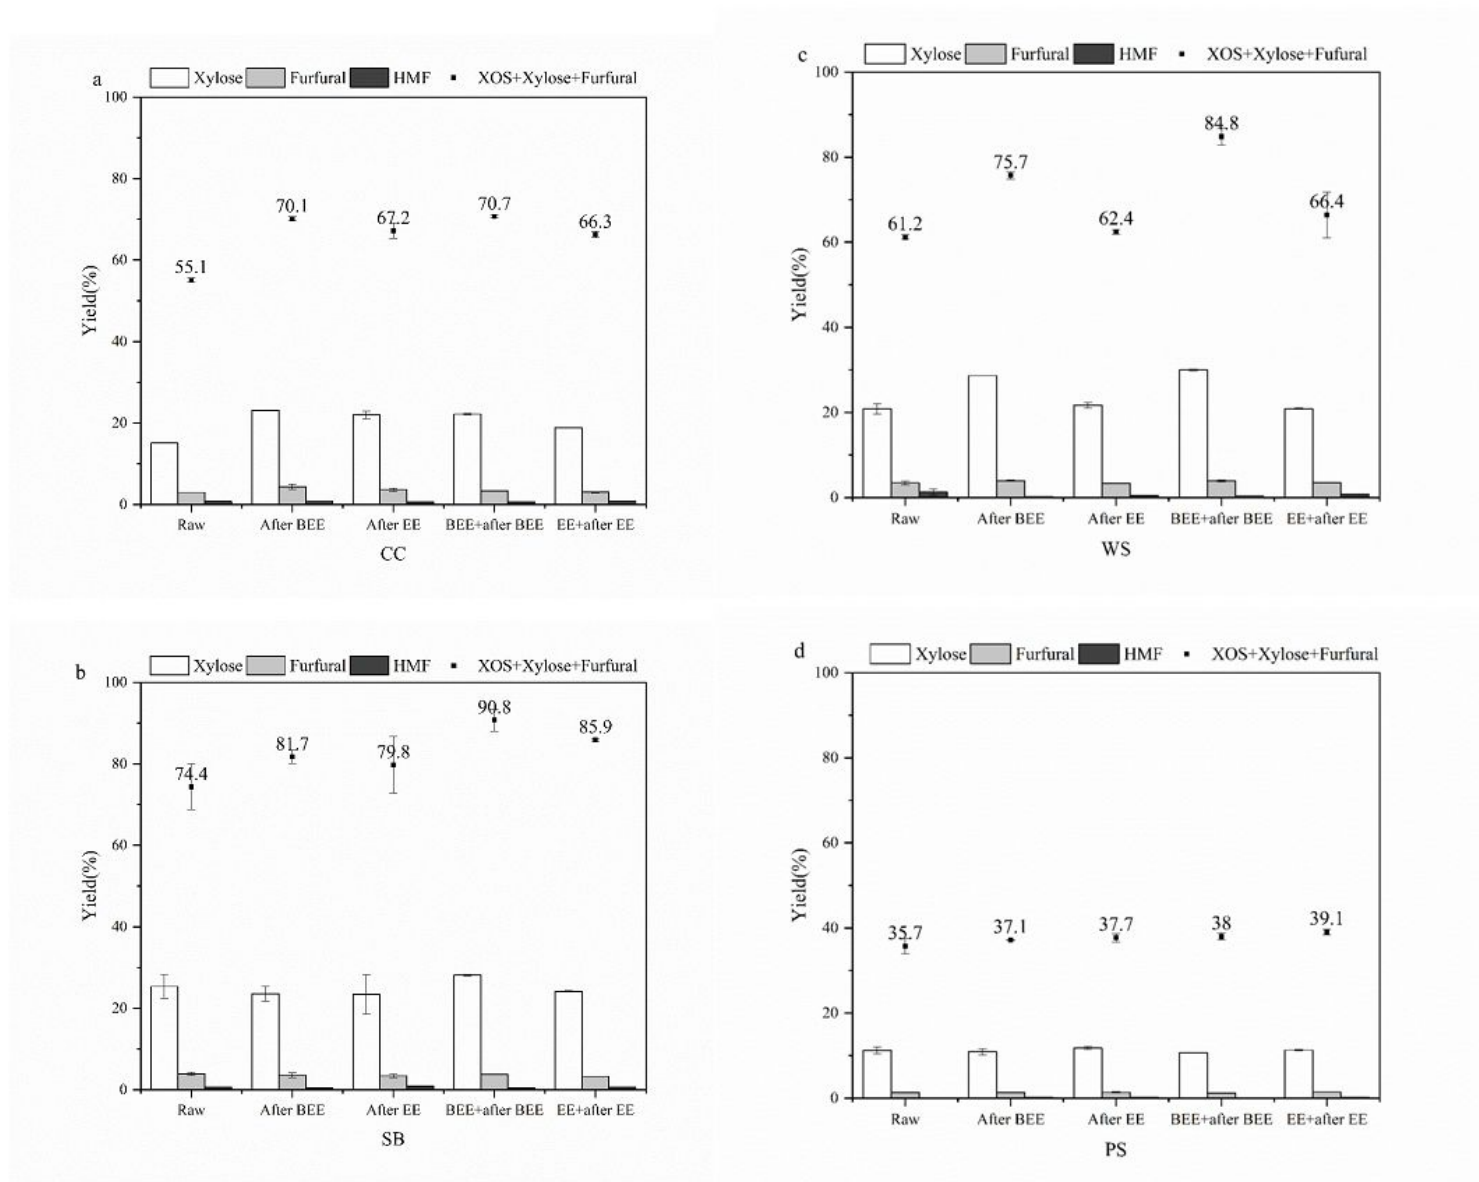 a
Xylose Furfural HMF XOS+Xylose+Furfural
100
80
60
40
20
0
Yield(%)
55.1
70.1
67.2
70.7
66.3
Raw After BEE After EE BEE+after BEE EE+after EE
CC
c
Xylose Furfural HMF XOS+Xylose+Fufural
100
80
60
40
20
0
Yield(%)
61.2
75.7
62.4
84.8
66.4
Raw After BEE After EE BEE+after BEE EE+after EE
WS
b
Xylose Furfural HMF XOS+Xylose+Furfural
100
80
60
40
20
0
Yield(%)
74.4
81.7
79.8
90.8
85.9
Raw After BEE After EE BEE+after BEE EE+after EE
SB
d
Xylose Furfural HMF XOS+Xylose+Furfural
100
80
60
40
20
0
Yield(%)
35.7
37.1
37.7
38
39.1
Raw After BEE After EE BEE+after BEE EE+after EE
PS